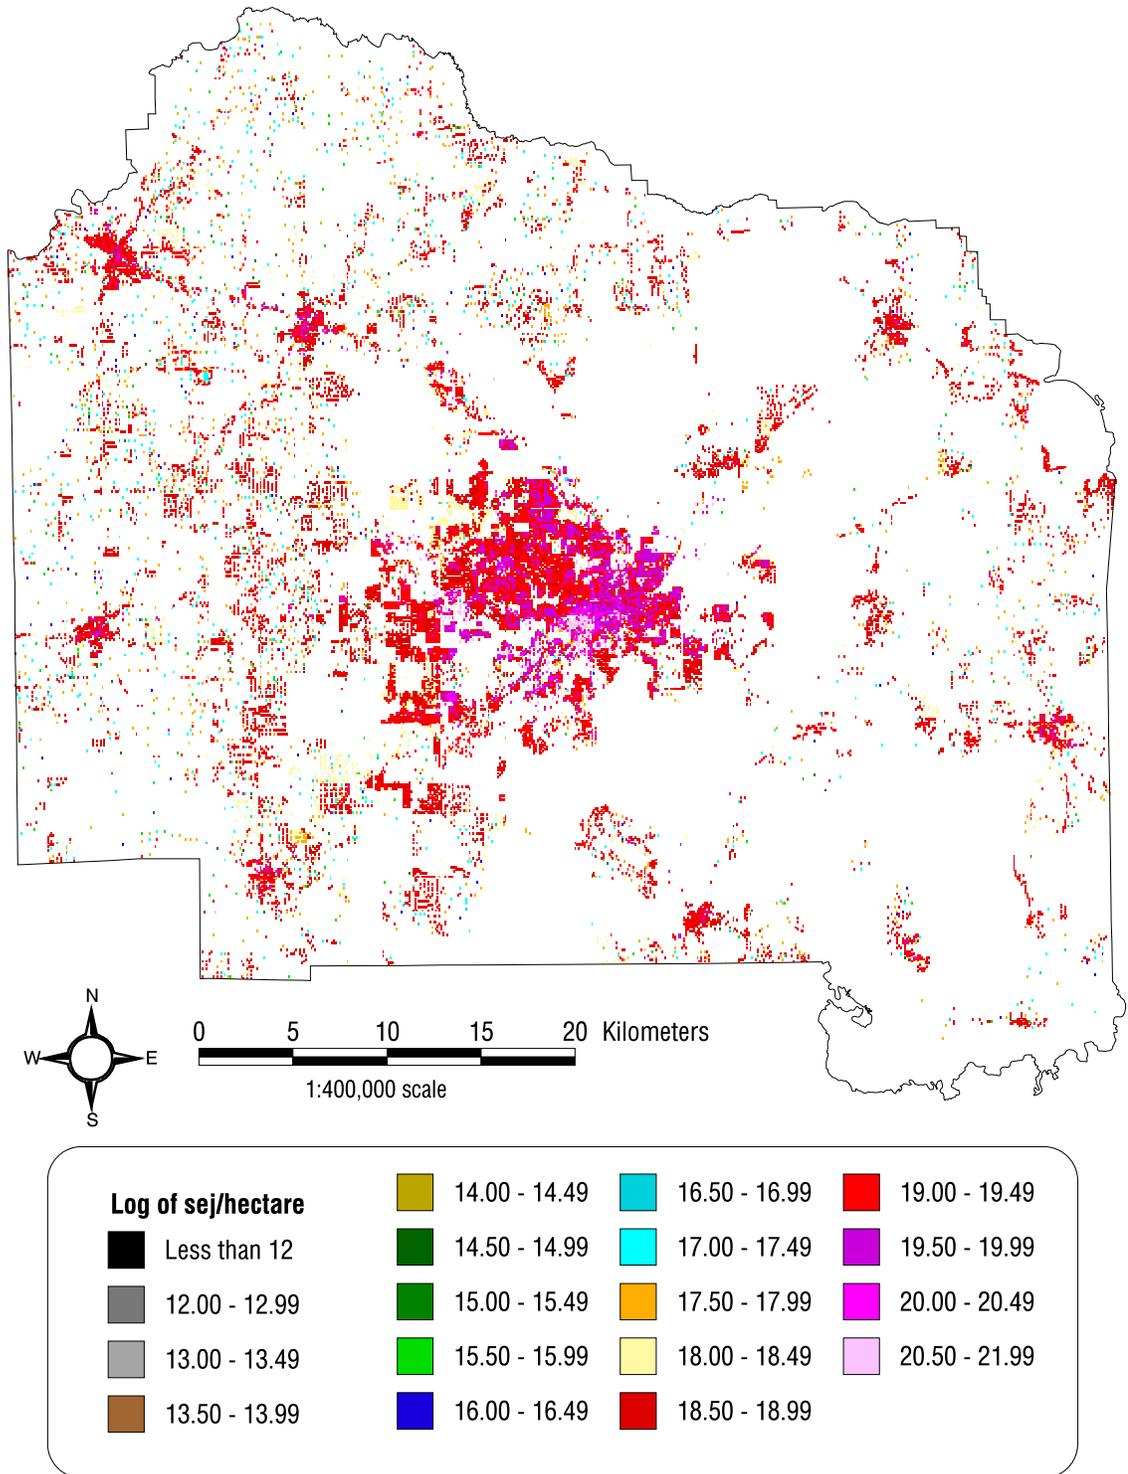 N
W
E
S
0 5 10 15 20 Kilometers
1:400,000 scale
Log of sej/hectare
Less than 12
12.00 - 12.99
13.00 - 13.49
13.50 - 13.99
14.00 - 14.49
14.50 - 14.99
15.00 - 15.49
15.50 - 15.99
16.00 - 16.49
16.50 - 16.99
17.00 - 17.49
17.50 - 17.99
18.00 - 18.49
18.50 - 18.99
19.00 - 19.49
19.50 - 19.99
20.00 - 20.49
20.50 - 21.99